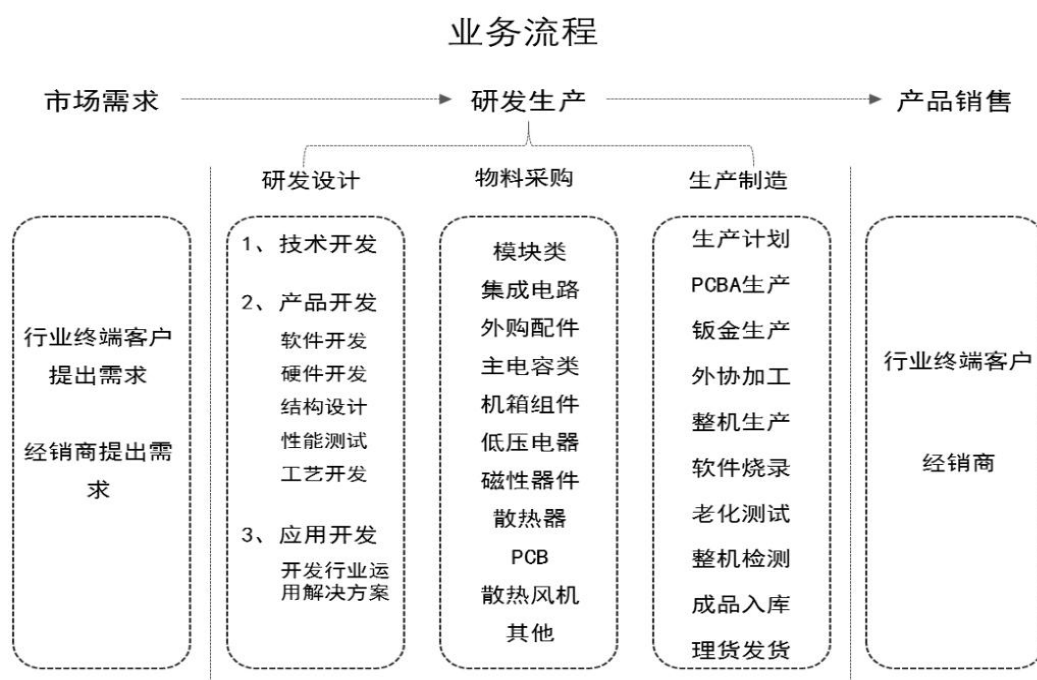 业务流程
市场需求
研发生产
产品销售
研发设计
物料采购
生产制造
行业终端客户
提出需求
经销商提出需
求
1、技术开发
2、产品开发
软件开发
硬件开发
结构设计
性能测试
工艺开发
3、应用开发
开发行业运
用解决方案
模块类
集成电路
外购配件
主电容类
机箱组件
低压电器
磁性器件
散热器
PCB
散热风机
其他
生产计划
PCBA生产
钣金生产
外协加工
整机生产
软件烧录
老化测试
整机检测
成品入库
理货发货
行业终端客户
经销商